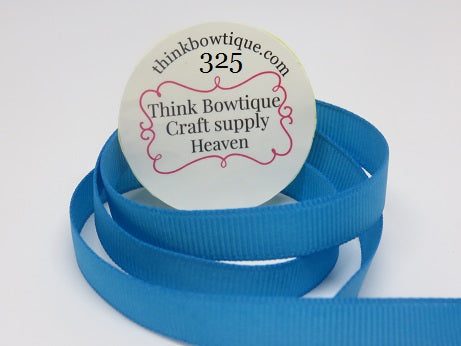 thinkbowtique.com
325
Think Bowtique
Craft supply
Heaven